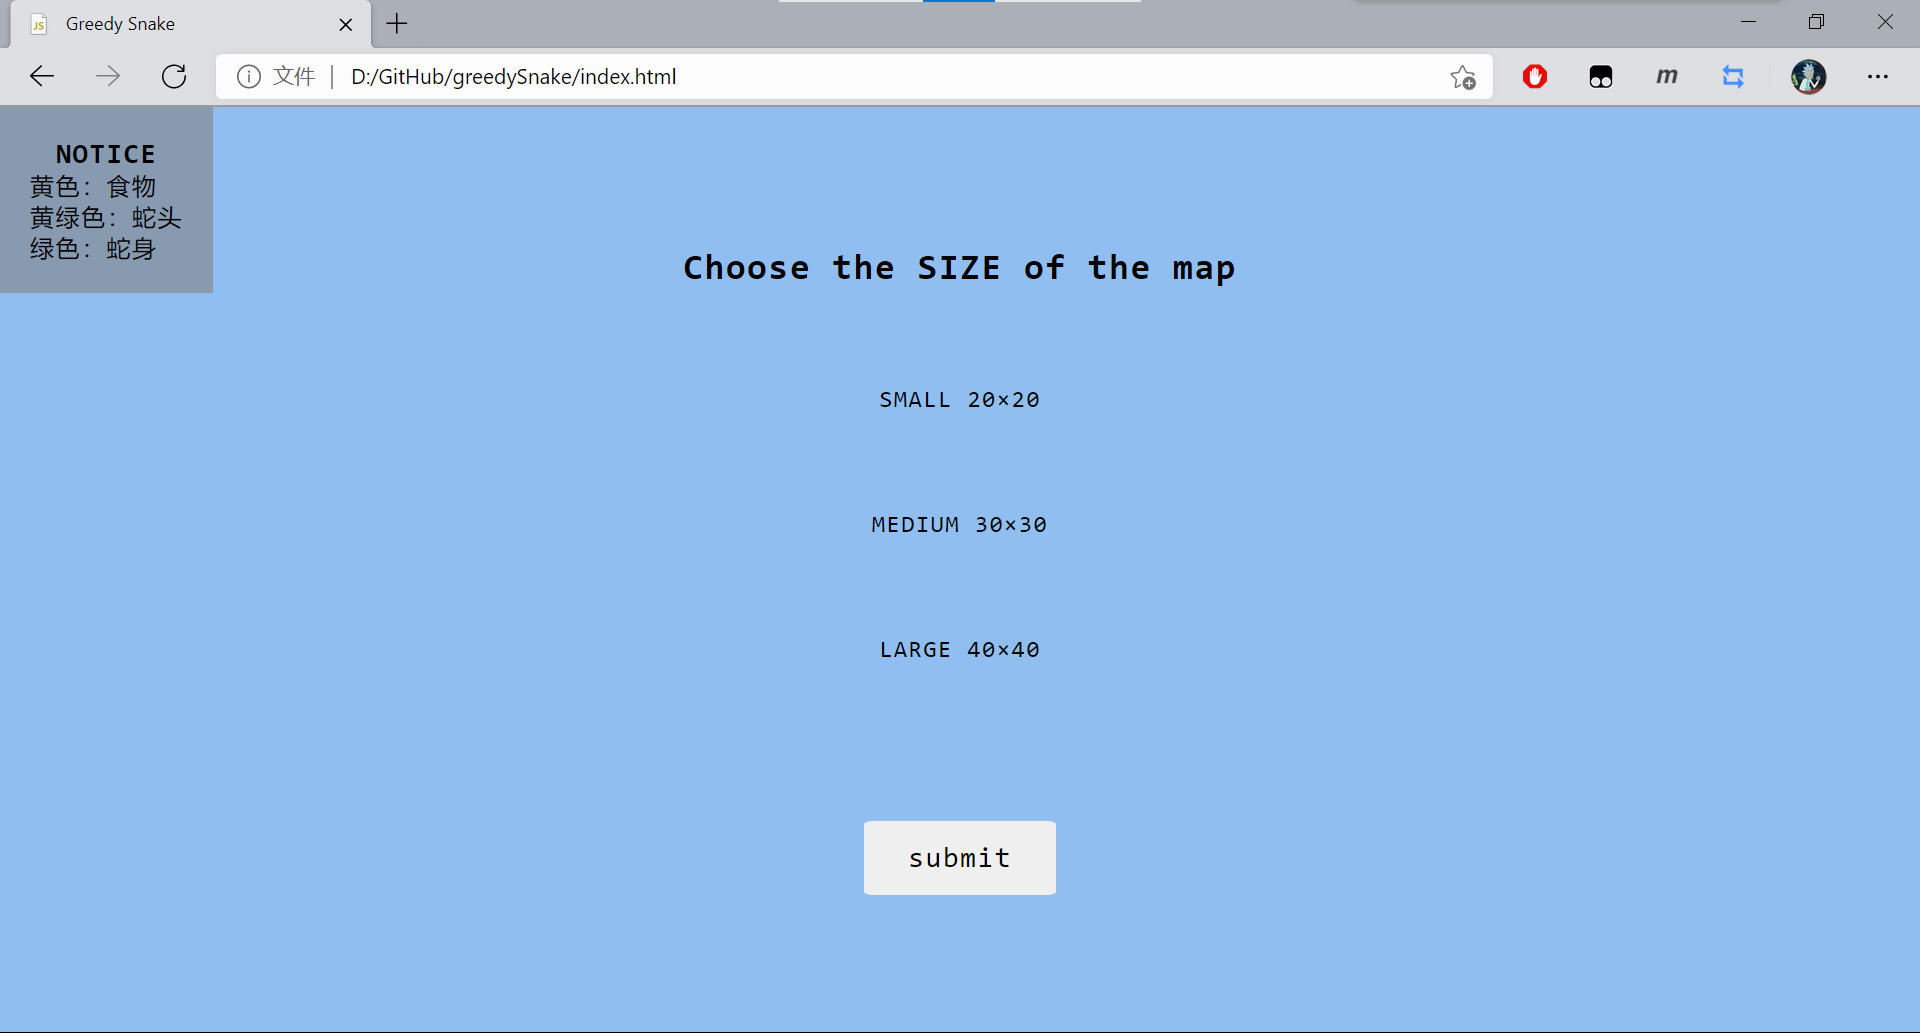 Greedy Snake
文件 D:/GitHub/greedySnake/index.html
NOTICE
黄色: 食物
黄绿色: 蛇头
绿色: 蛇身
Choose the SIZE of the map
SMALL 20×20
MEDIUM 30×30
LARGE 40×40
submit